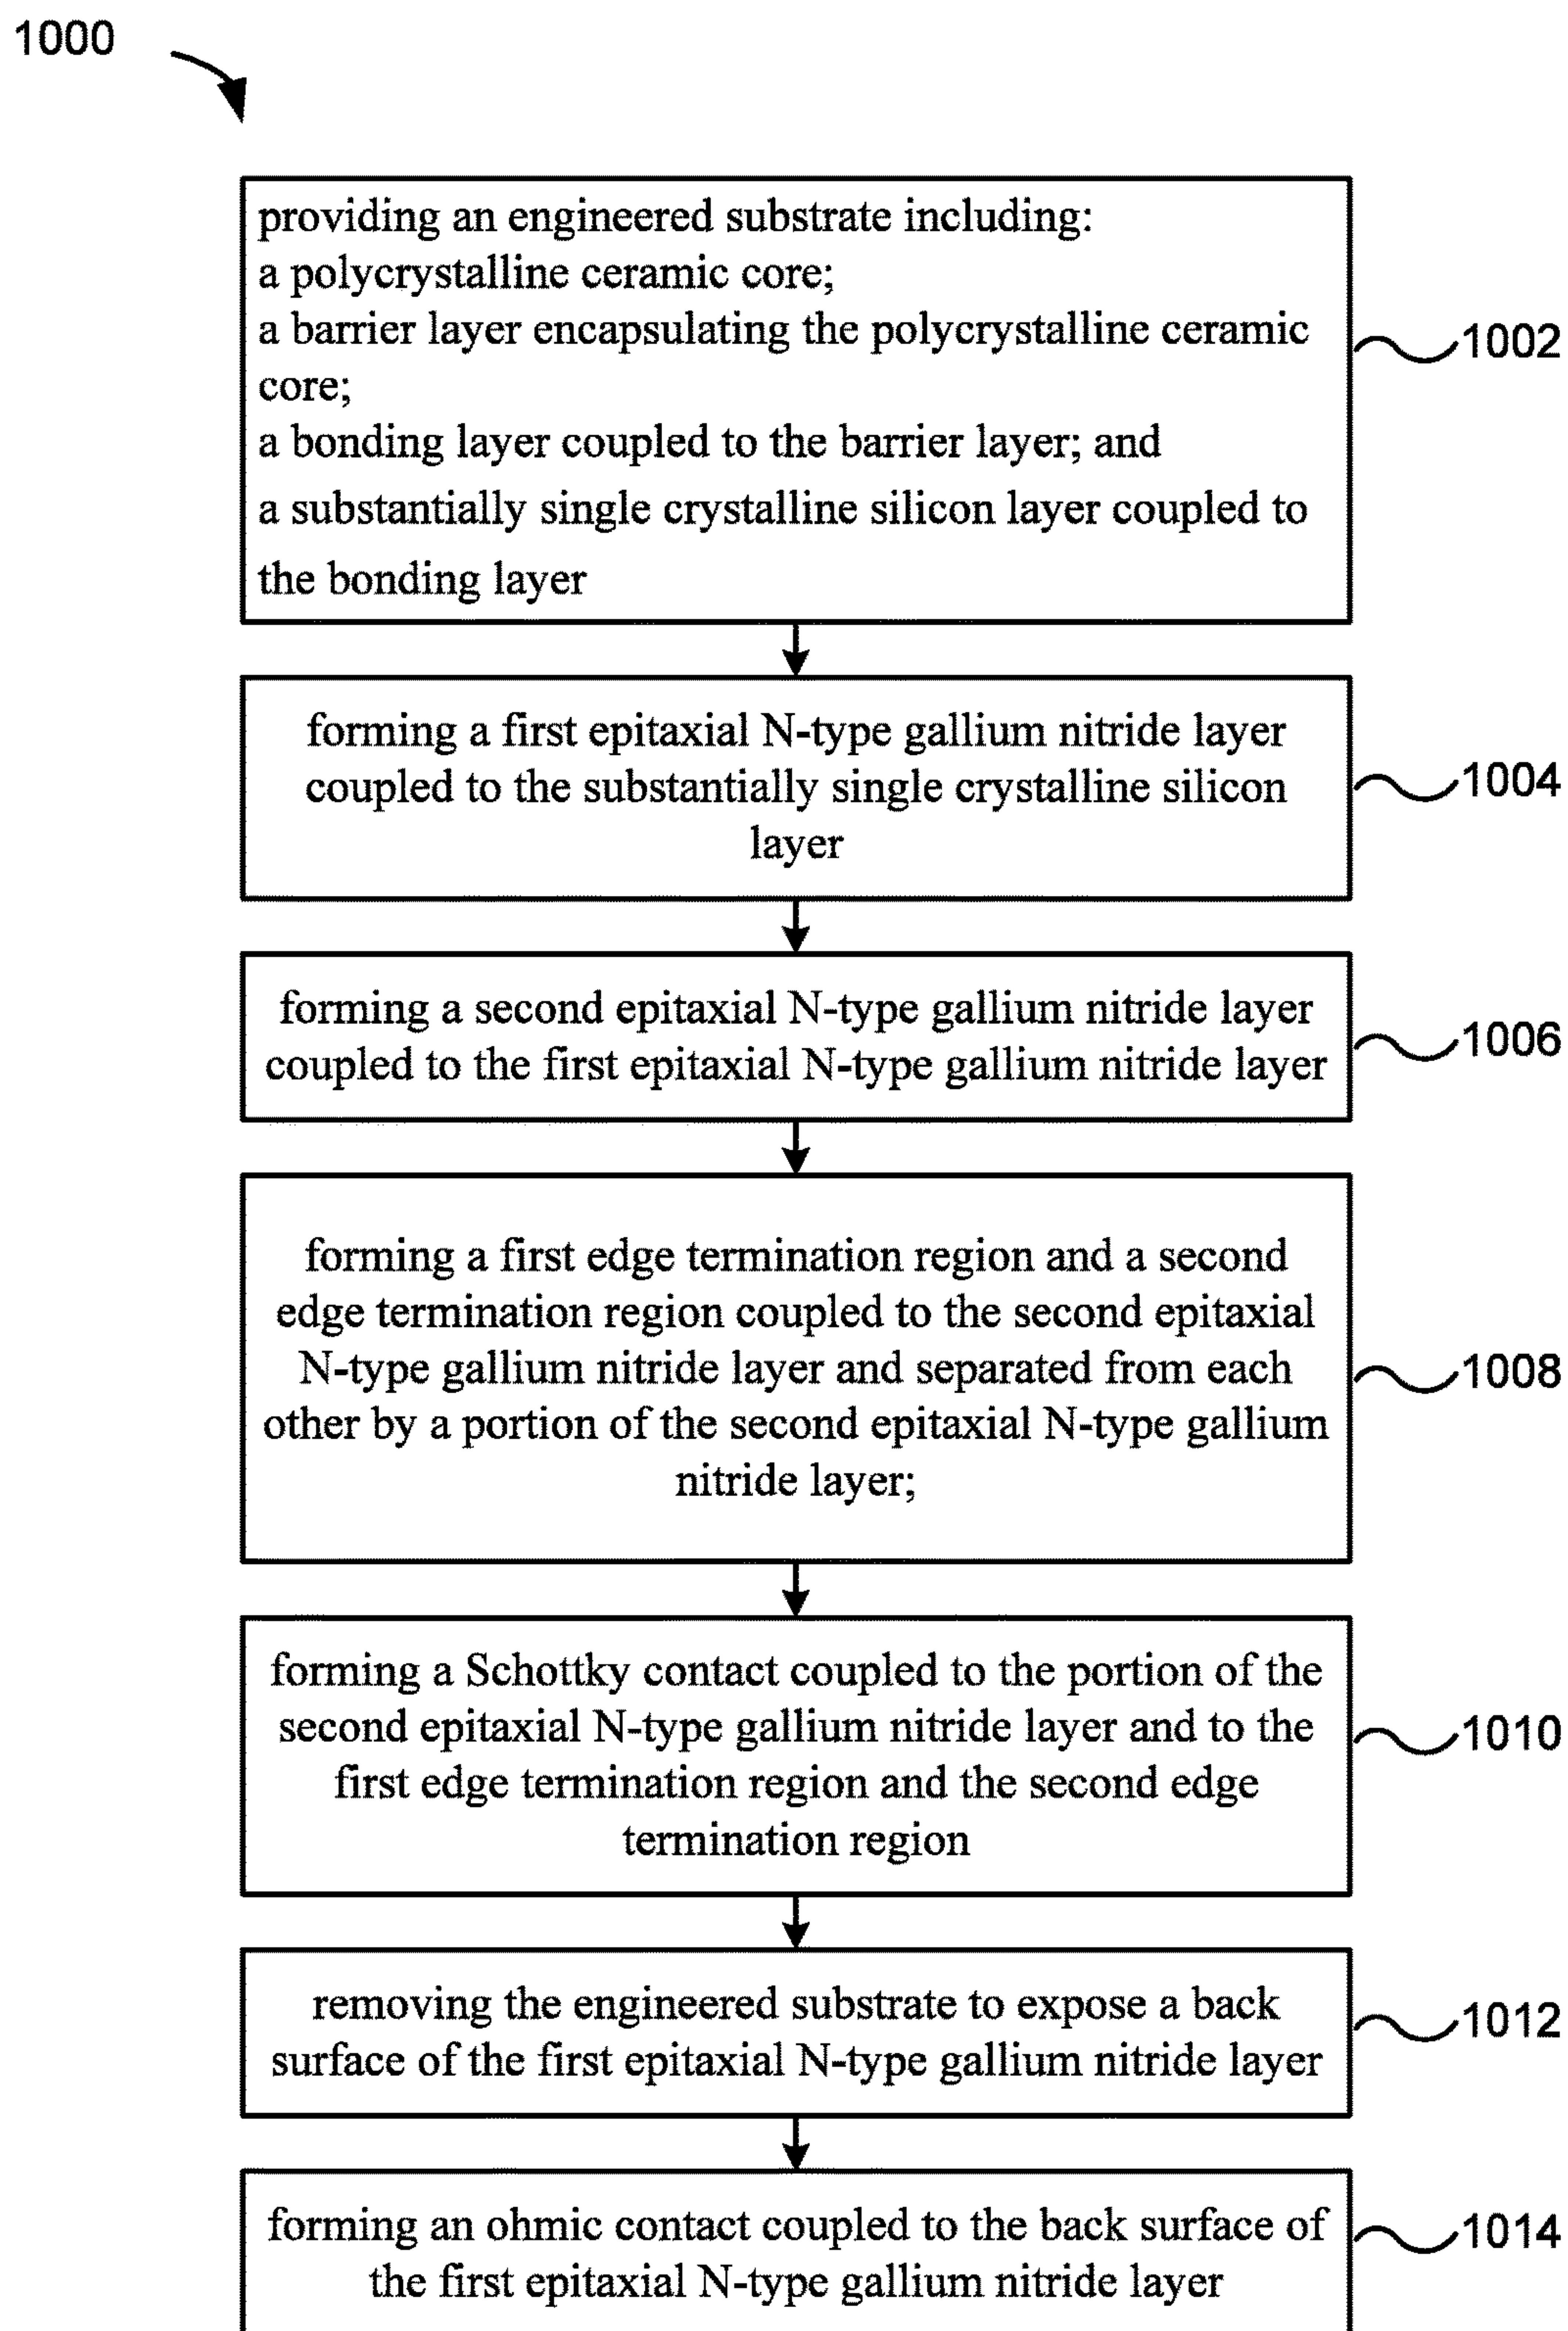 1000
providing an engineered substrate including:
a polycrystalline ceramic core;
a barrier layer encapsulating the polycrystalline ceramic
core;
a bonding layer coupled to the barrier layer; and
a substantially single crystalline silicon layer coupled to
the bonding layer
1002
forming a first epitaxial N-type gallium nitride layer
coupled to the substantially single crystalline silicon
layer
1004
forming a second epitaxial N-type gallium nitride layer
coupled to the first epitaxial N-type gallium nitride layer
1006
forming a first edge termination region and a second
edge termination region coupled to the second epitaxial
N-type gallium nitride layer and separated from each
other by a portion of the second epitaxial N-type gallium
nitride layer;
1008
forming a Schottky contact coupled to the portion of the
second epitaxial N-type gallium nitride layer and to the
first edge termination region and the second edge
termination region
1010
removing the engineered substrate to expose a back
surface of the first epitaxial N-type gallium nitride layer
1012
forming an ohmic contact coupled to the back surface of
the first epitaxial N-type gallium nitride layer
1014